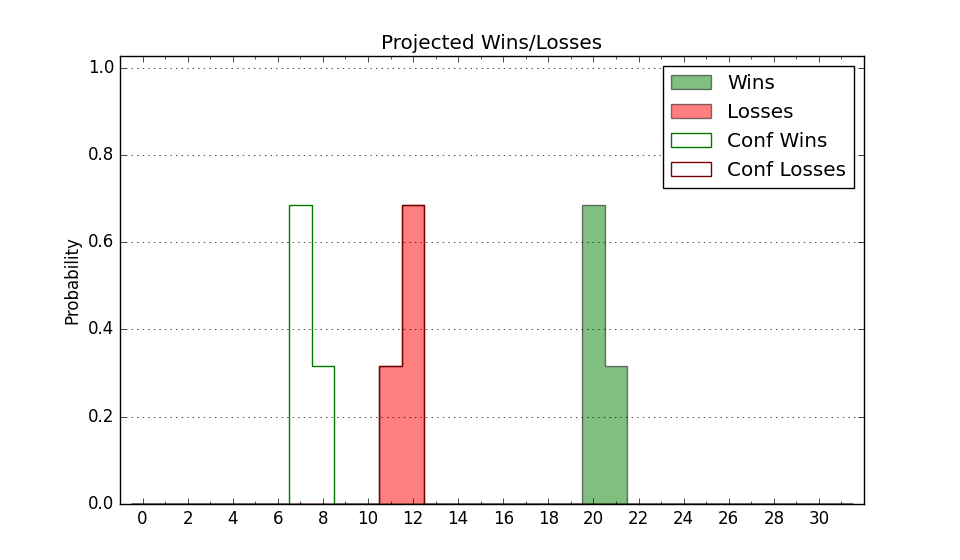 Projected Wins/Losses
1.0
0.8
0.6
0.4
0.2
0.0
Probability
Wins
Losses
Conf Wins
Conf Losses
0 2 4 6 8 10 12 14 16 18 20 22 24 26 28 30